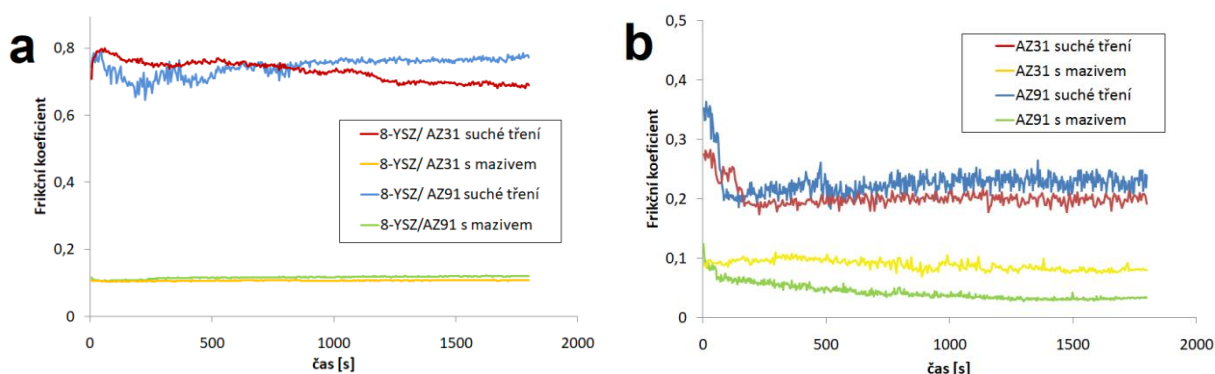 a
Frikční koeficient
0,8
0,6
0,4
0,2
0
8-YSZ/ AZ31 suché tření
8-YSZ/ AZ31 s mazivem
8-YSZ/ AZ91 suché tření
8-YSZ/AZ91 s mazivem
0 500 1000 1500 2000
čas [s]
b
Frikční koeficient
0,5
0,4
0,3
0,2
0,1
0
AZ31 suché tření
AZ31 s mazivem
AZ91 suché tření
AZ91 s mazivem
0 500 1000 1500 2000
čas [s]